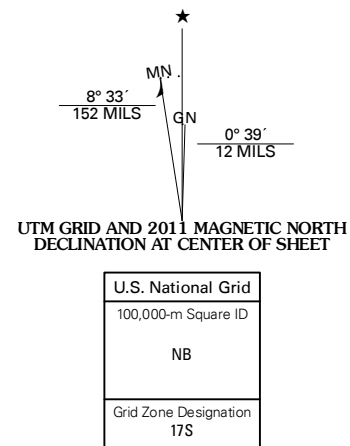 ★
MN
8° 33´
152 MILS
GN
0° 39´
12 MILS
UTM GRID AND 2011 MAGNETIC NORTH
DECLINATION AT CENTER OF SHEET
U.S. National Grid
100,000-m Square ID
NB
Grid Zone Designation
17S